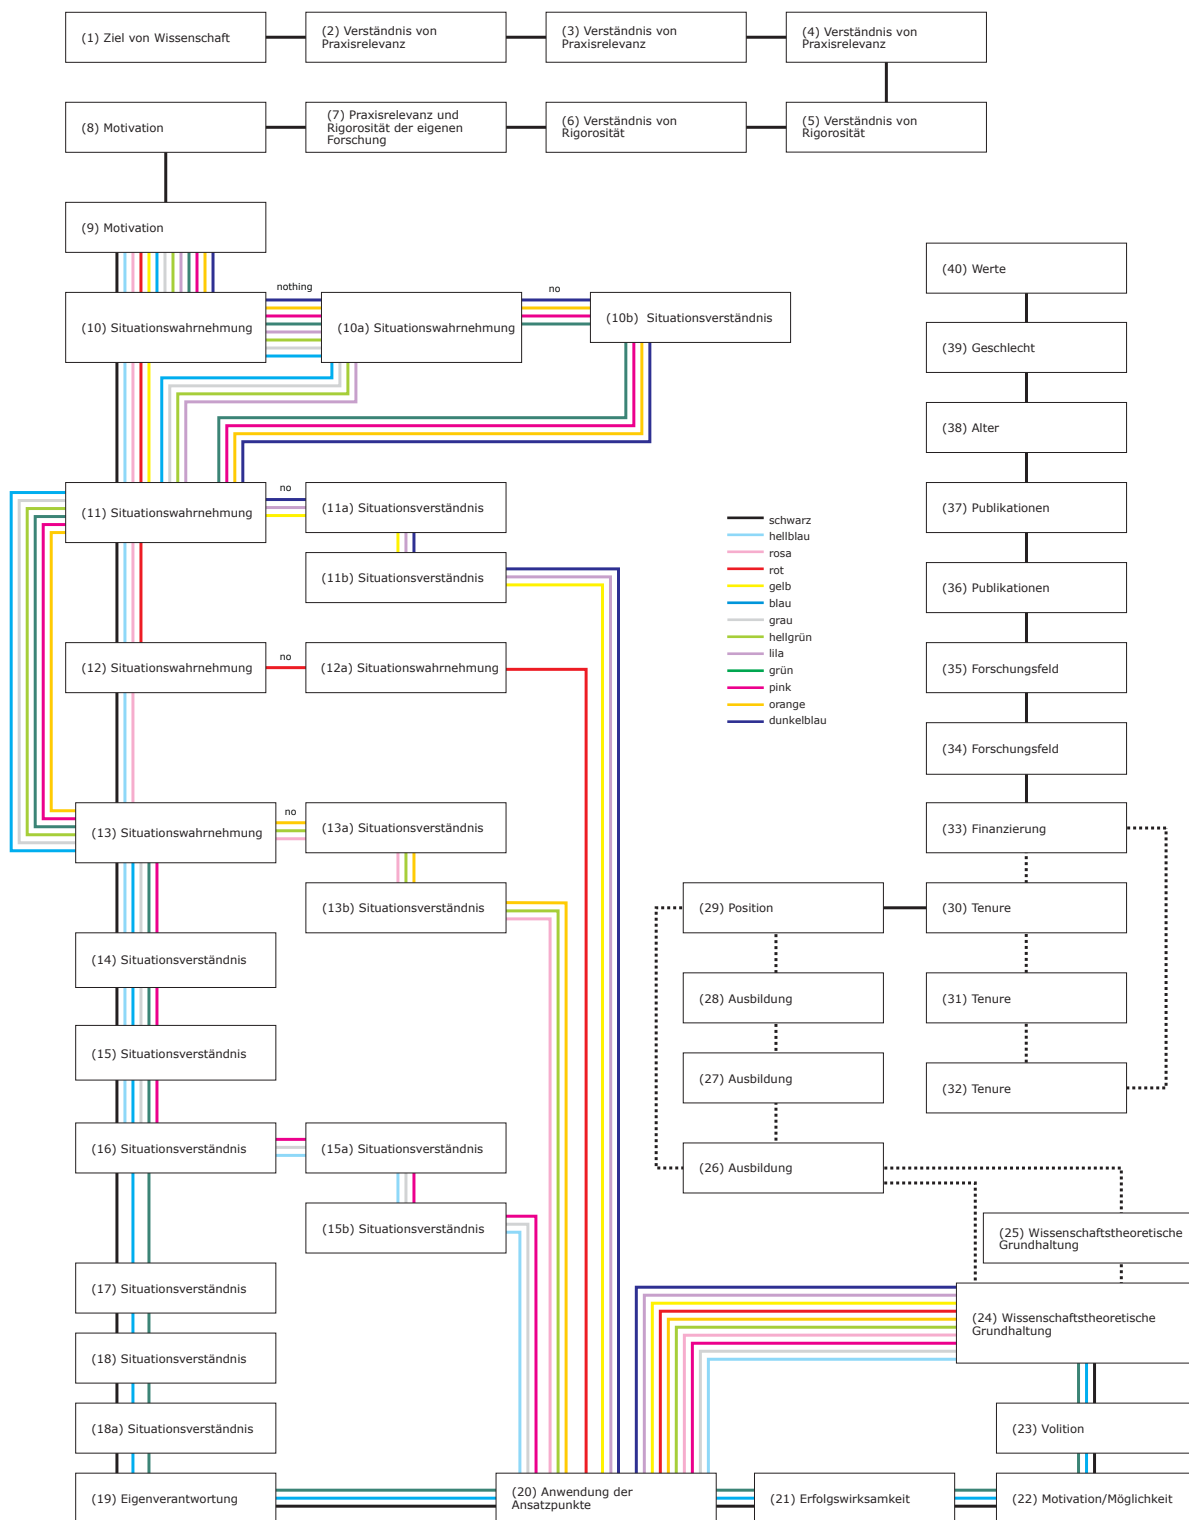 (1) Ziel von Wissenschaft
(2) Verständnis von
Praxisrelevanz
(3) Verständnis von
Praxisrelevanz
(4) Verständnis von
Praxisrelevanz
(8) Motivation
(7) Praxisrelevanz und
Rigorosität der eigenen
Forschung
(6) Verständnis von
Rigorosität
(5) Verständnis von
Rigorosität
(9) Motivation
(10) Situationswahrnehmung
nothing
(10a) Situationswahrnehmung
no
(10b) Situationsverständnis
(11) Situationswahrnehmung
no
(11a) Situationsverständnis
(11b) Situationsverständnis
(12) Situationswahrnehmung
no
(12a) Situationswahrnehmung
(13) Situationswahrnehmung
no
(13a) Situationsverständnis
(13b) Situationsverständnis
(14) Situationsverständnis
(15) Situationsverständnis
(16) Situationsverständnis
(15a) Situationsverständnis
(15b) Situationsverständnis
(17) Situationsverständnis
(18) Situationsverständnis
(18a) Situationsverständnis
(19) Eigenverantwortung
(20) Anwendung der
Ansatzpunkte
(21) Erfolgswirksamkeit
(22) Motivation/Möglichkeit
(23) Volition
(24) Wissenschaftstheoretische
Grundhaltung
(25) Wissenschaftstheoretische
Grundhaltung
(26) Ausbildung
(27) Ausbildung
(28) Ausbildung
(29) Position
(30) Tenure
(31) Tenure
(32) Tenure
(33) Finanzierung
(34) Forschungsfeld
(35) Forschungsfeld
(36) Publikationen
(37) Publikationen
(38) Alter
(39) Geschlecht
(40) Werte
schwarz
hellblau
rosa
rot
gelb
blau
grau
hellgrün
lila
grün
pink
orange
dunkelblau